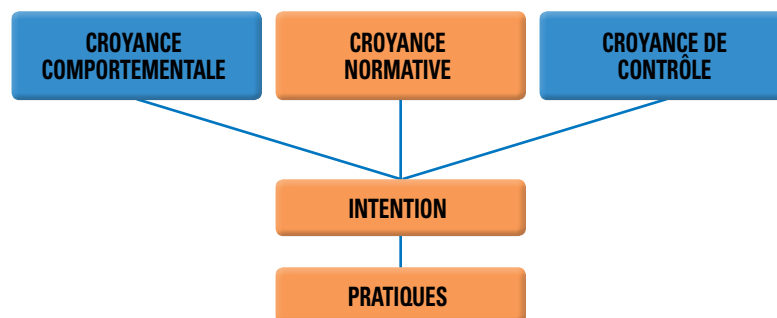 CROYANCE
COMPORTEMENTALE
CROYANCE
NORMATIVE
CROYANCE DE
CONTRÔLE
INTENTION
PRATIQUES